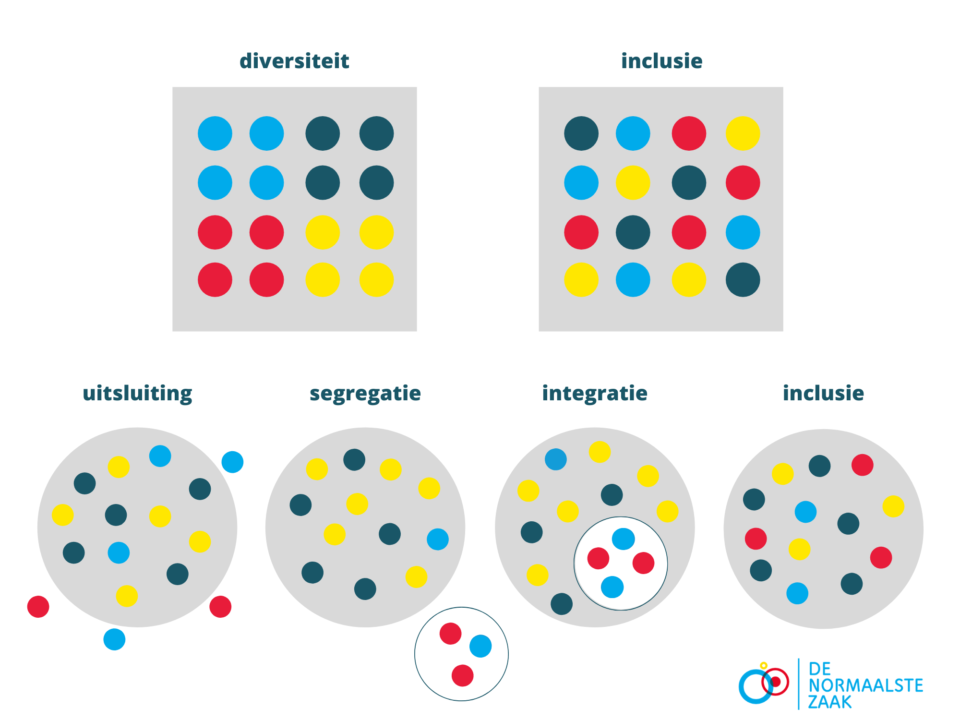 diversiteit
inclusie
uitsluiting
segregatie
integratie
inclusie
DE
NORMAALSTE
ZAAK